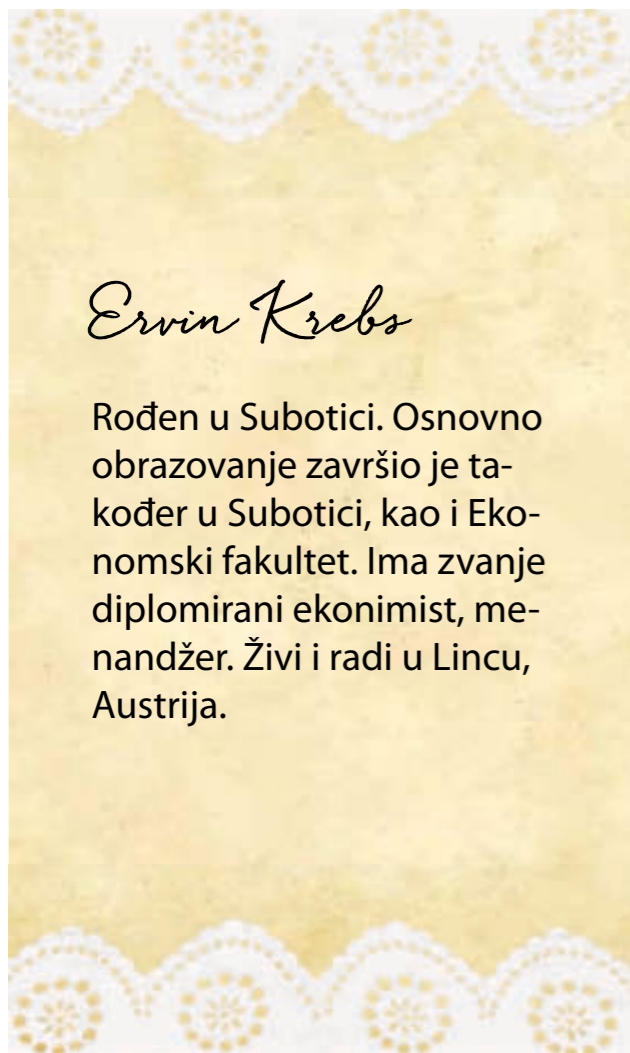 Ervin Krebs
Rođen u Subotici. Osnovno
obrazovanje završio je ta-
kođer u Subotici, kao i Eko-
nomski fakultet. Ima zvanje
diplomirani ekonimist, me-
nandžer. Živi i radi u Lincu,
Austrija.